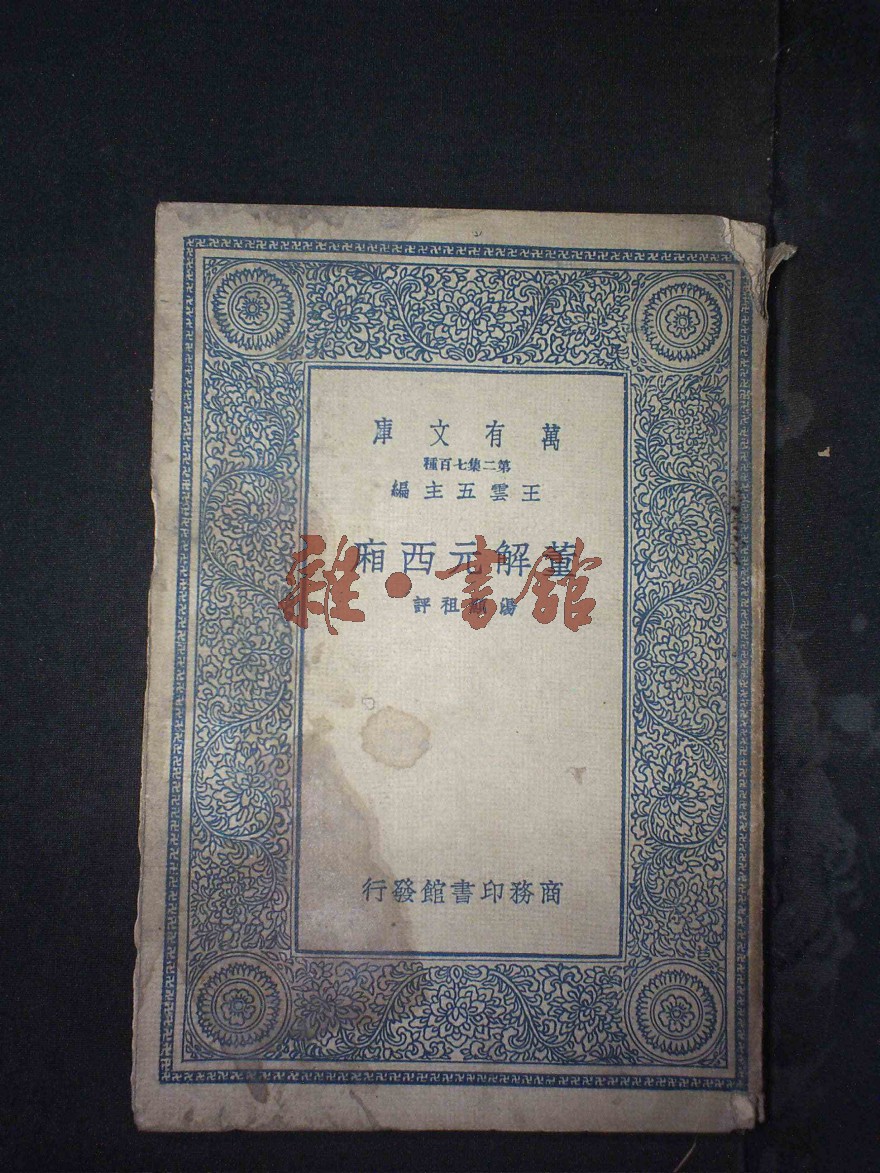 萬有文庫
第二集七百種
王雲五主編
董解元西廂
湯顯祖評
商務印書館發行
雜·書館